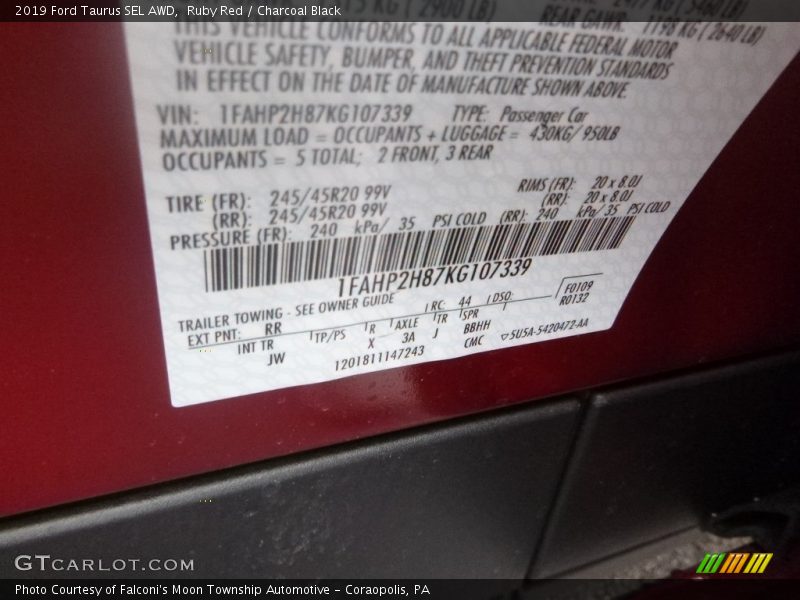 2019 Ford Taurus SEL AWD, Ruby Red / Charcoal Black
1198 KG ( 2640 LB)
THIS VEHICLE CONFORMS TO ALL APPLICABLE FEDERAL MOTOR
VEHICLE SAFETY, BUMPER, AND THEFT PREVENTION STANDARDS
IN EFFECT ON THE DATE OF MANUFACTURE SHOWN ABOVE.
VIN: 1FAHP2H87KG107339 TYPE: Passenger Car
MAXIMUM LOAD = OCCUPANTS + LUGGAGE = 430KG/ 950LB
OCCUPANTS = 5 TOTAL; 2 FRONT, 3 REAR
TIRE (FR): 245/45R20 99V RIMS (FR): 20 x 8.0J
(RR): 245/45R20 99V (RR): 20 x 8.0J
PRESSURE (FR): 240 kPa/ 35 PSI COLD (RR): 240 kPa/ 35 PSI COLD
1FAHP2H87KG107339
TRAILER TOWING - SEE OWNER GUIDE
EXT PNT: RR RC: 44 DSO: F0109
INT TR TP/PS R AXLE TR SPR R0132
JW X 3A J BBHH
1201811147243 CMC 5U5A-5420472-AA
GTCARLOT.COM
Photo Courtesy of Falconi's Moon Township Automotive - Coraopolis, PA